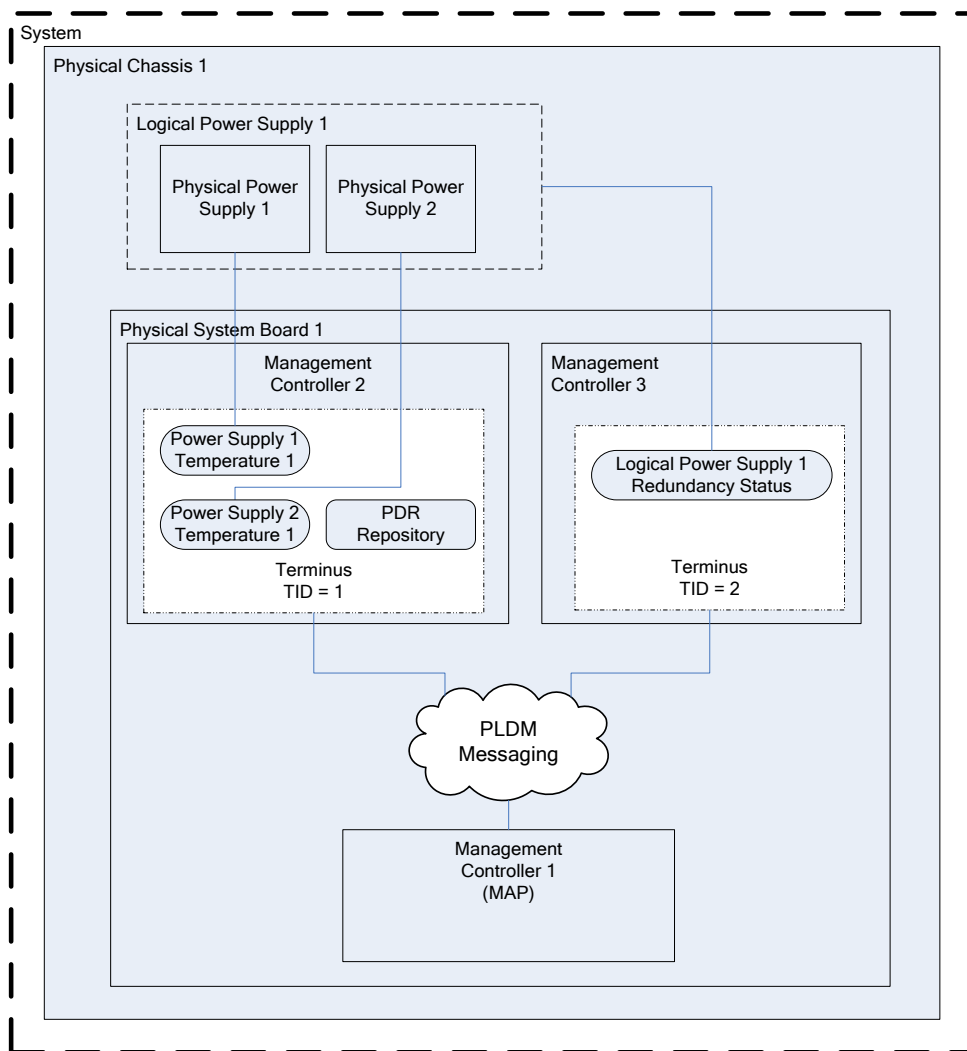 System
Physical Chassis 1
Logical Power Supply 1
Physical Power
Supply 1
Physical Power
Supply 2
Physical System Board 1
Management
Controller 2
Power Supply 1
Temperature 1
Power Supply 2
Temperature 1
PDR
Repository
Terminus
TID = 1
Management
Controller 3
Logical Power Supply 1
Redundancy Status
Terminus
TID = 2
PLDM
Messaging
Management
Controller 1
(MAP)